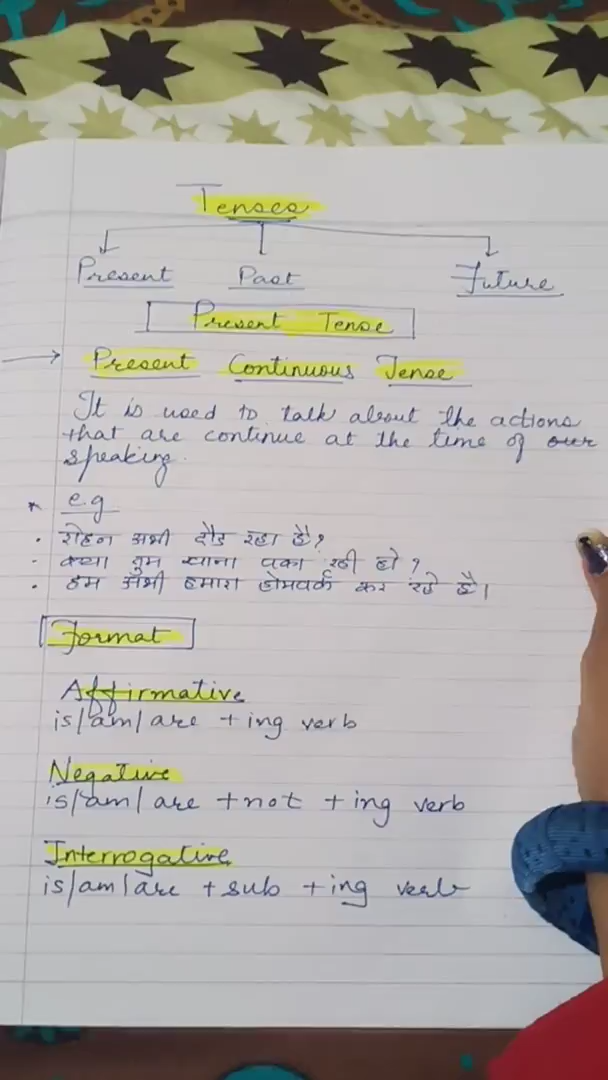 Tenses
Present Past Future
Present Tense
Present Continuous Tense
It is used to talk about the actions
that are continue at the time of our
speaking.
e.g
रोहन अभी दौड रहा है?
क्या तुम खाना पका रही हो ?
हम अभी हमारा होमवर्क कर रहे है।
Format
Affirmative
is/am/are + ing verb
Negative
is/am/are + not + ing verb
Interrogative
is/am/are + sub + ing verb